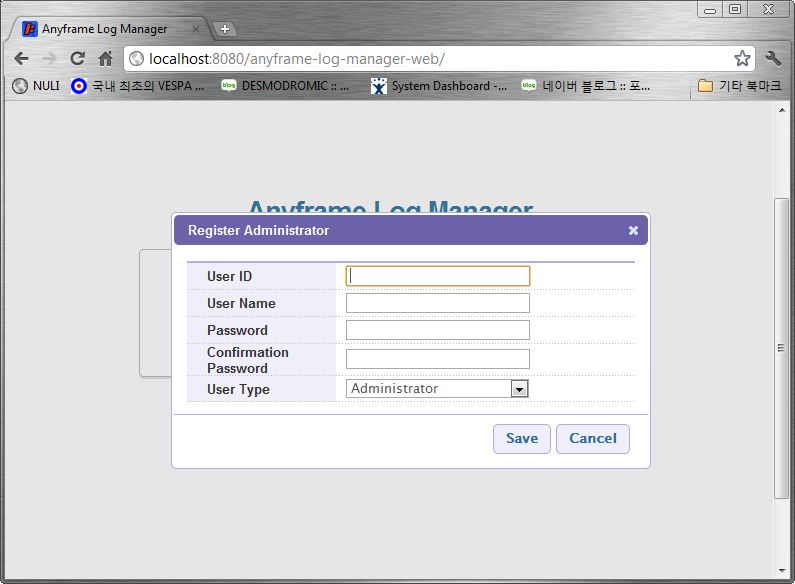 Anyframe Log Manager
localhost:8080/anyframe-log-manager-web/
NULI 국내 최초의 VESPA ... DESMODROMIC :: ... System Dashboard -... 네이버 블로그 :: 포... 기타 북마크
Anyframe Log Manager
Register Administrator
User ID
User Name
Password
Confirmation
Password
User Type Administrator
Save Cancel